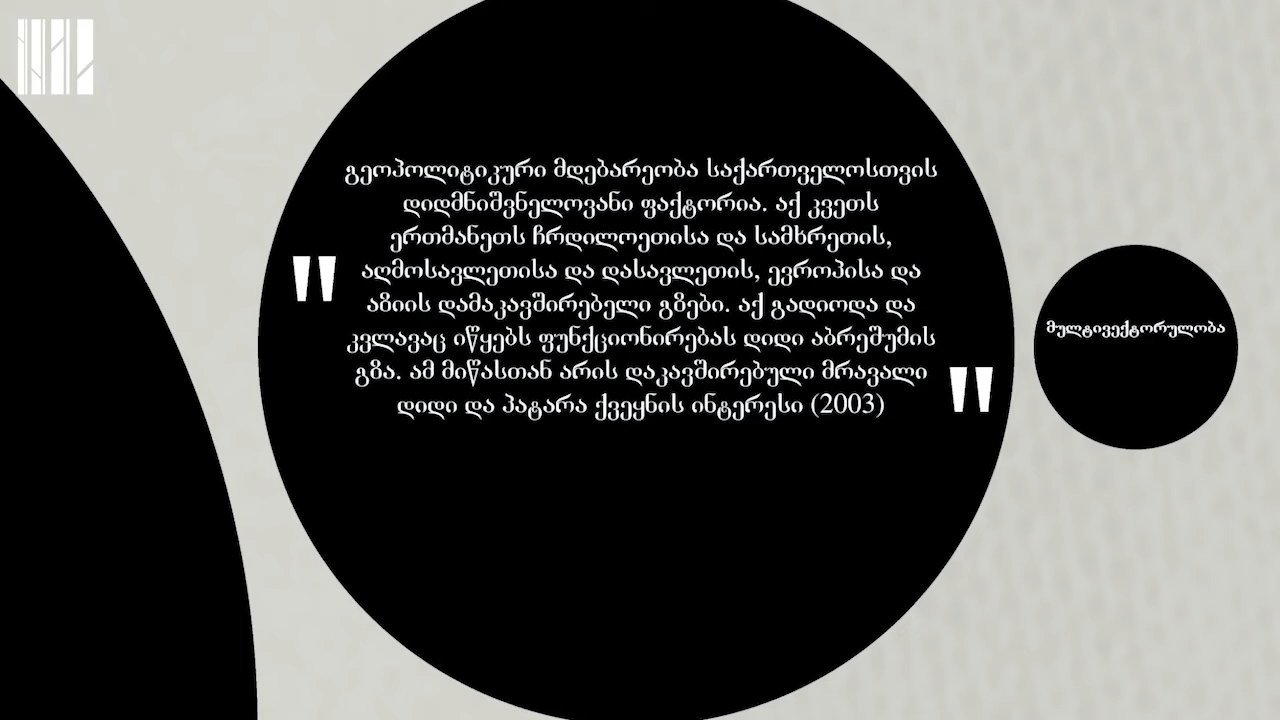 გეოპოლიტიკური მდებარეობა საქართველოსთვის
დიდმნიშვნელოვანი ფაქტორია. აქ კვეთს
ერთმანეთს ჩრდილოეთისა და სამხრეთის,
აღმოსავლეთისა და დასავლეთის, ევროპისა და
აზიის დამაკავშირებელი გზები. აქ გადიოდა და
კვლავაც იწყებს ფუნქციონირებას დიდი აბრეშუმის
გზა. ამ მიწასთან არის დაკავშირებული მრავალი
დიდი და პატარა ქვეყნის ინტერესი (2003)
მულტივექტორულობა